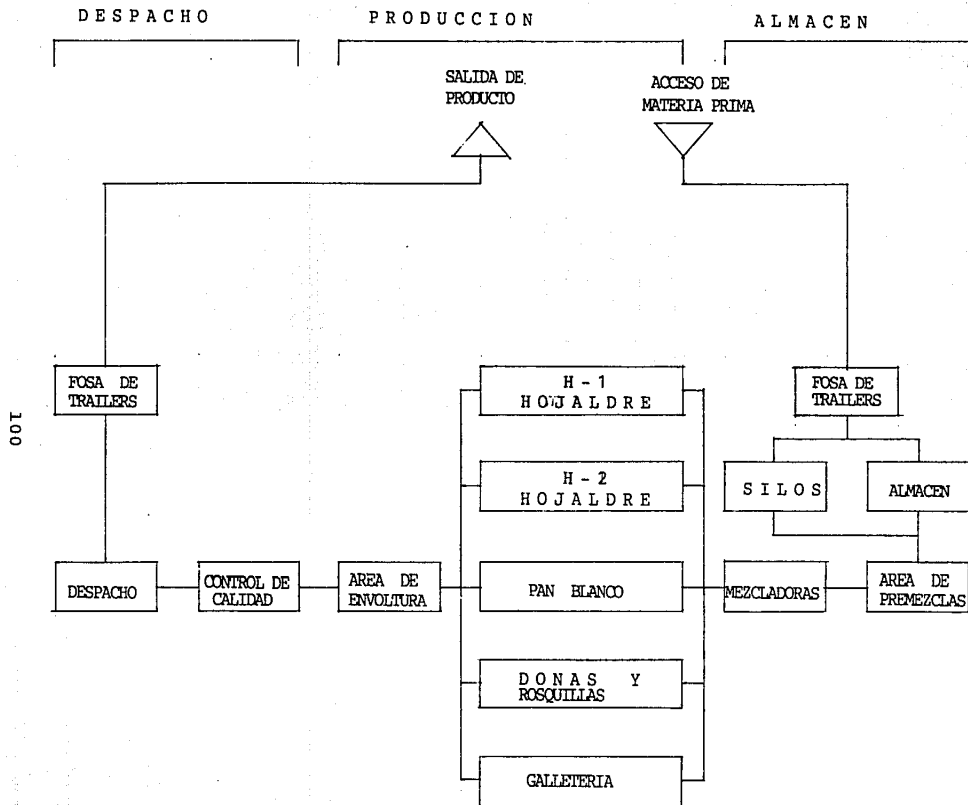 DESPACHO
PRODUCCION
ALMACEN
SALIDA DE
PRODUCTO
ACCESO DE
MATERIA PRIMA
FOSA DE
TRAILERS
H-1
HOJALDRE
FOSA DE
TRAILERS
100
H-2
HOJALDRE
SILOS
ALMACEN
DESPACHO
CONTROL DE
CALIDAD
AREA DE
ENVOLTURA
PAN BLANCO
MEZCLADORAS
AREA DE
PREMEZCLAS
DONAS Y
ROSQUILLAS
GALLETERIA